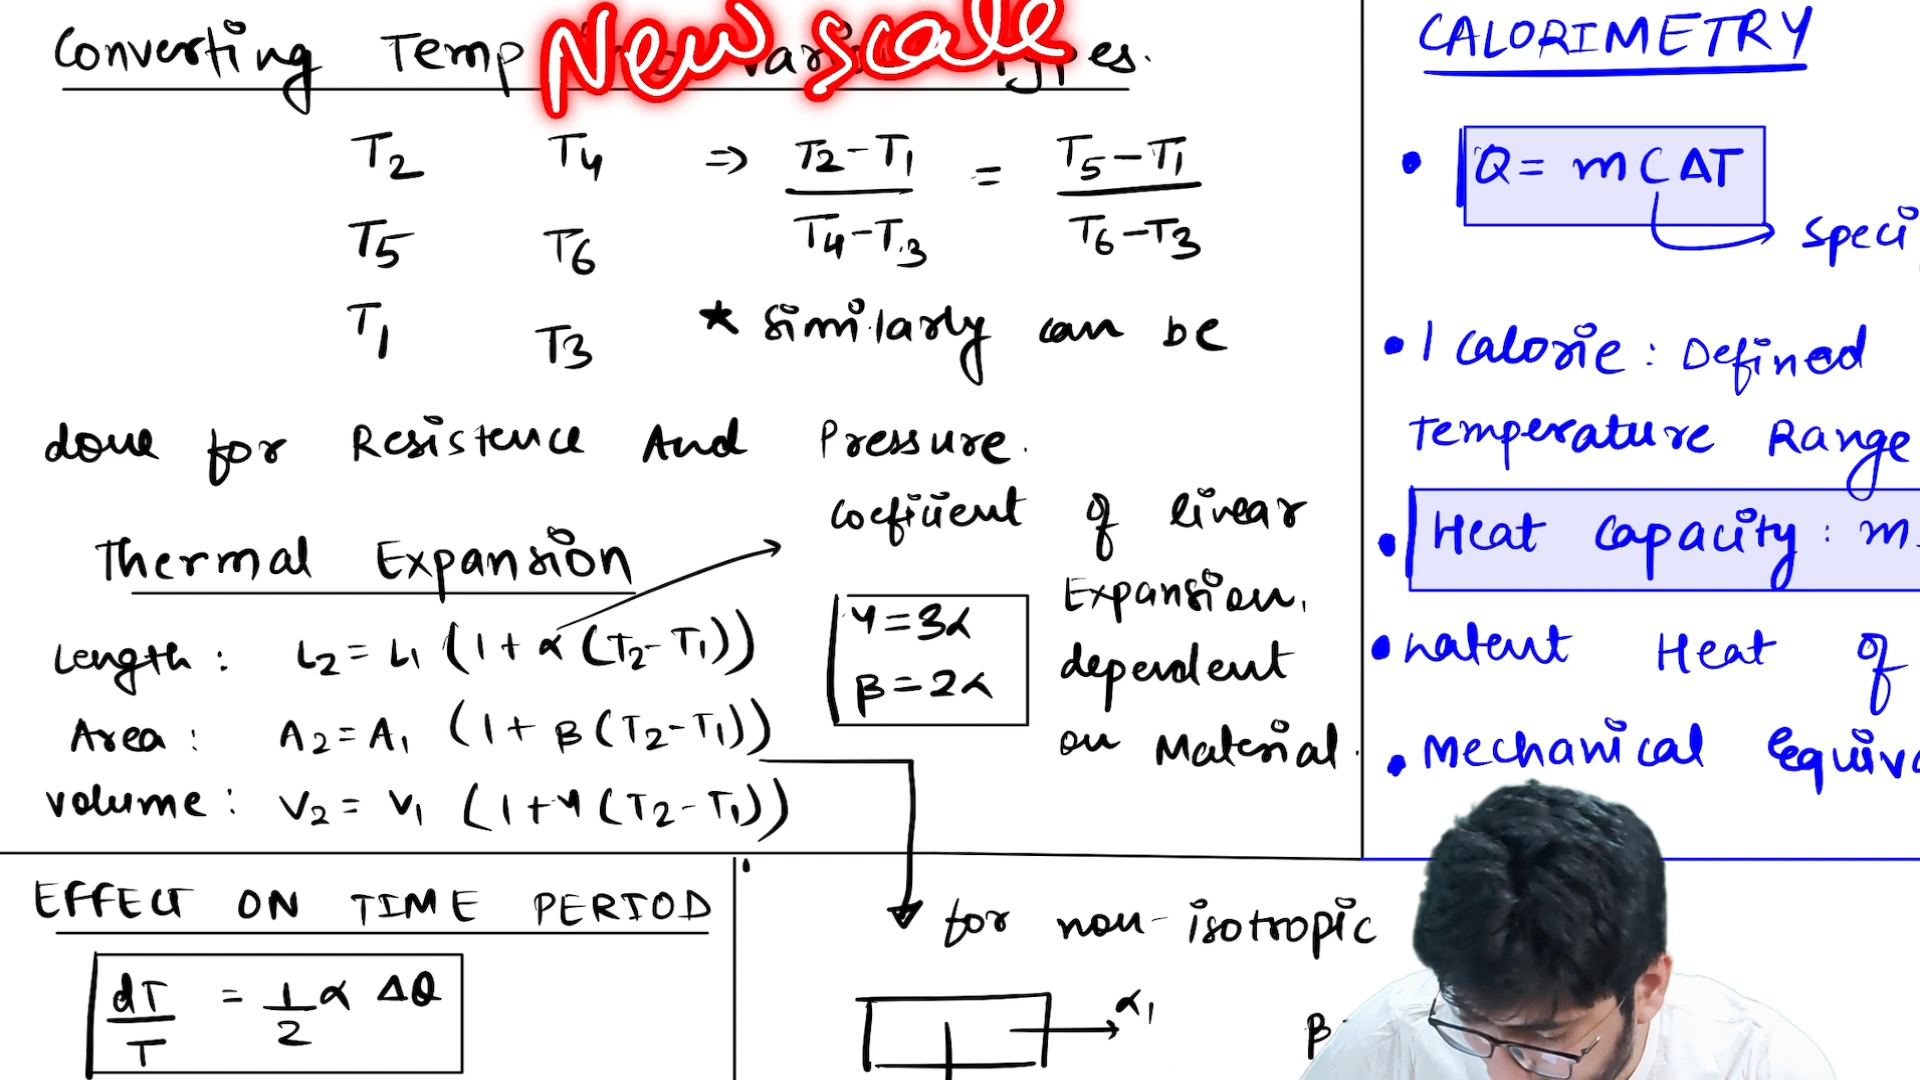 Converting Temp New scale Types.
T2 T4 => T2-T1 / T4-T3 = T5-T1 / T6-T3
T5 T6
T1 T3 * similarly can be
done for Resistence And Pressure.
Thermal Expansion
coefiuent of linear
Expansion,
dependent
on Material.
Length: L2 = L1 (1 + α (T2-T1))
Area: A2 = A1 (1 + β (T2-T1))
volume: V2 = V1 (1 + γ (T2-T1))
γ = 3α
β = 2α
EFFECT ON TIME PERIOD
dT / T = 1/2 α ΔQ
for non-isotropic
α1
β
CALORIMETRY
• Q = mCΔT
speci
• 1 calorie: Defined
Temperature Range
• Heat capacity: m
• Latent Heat of
• Mechanical equiv